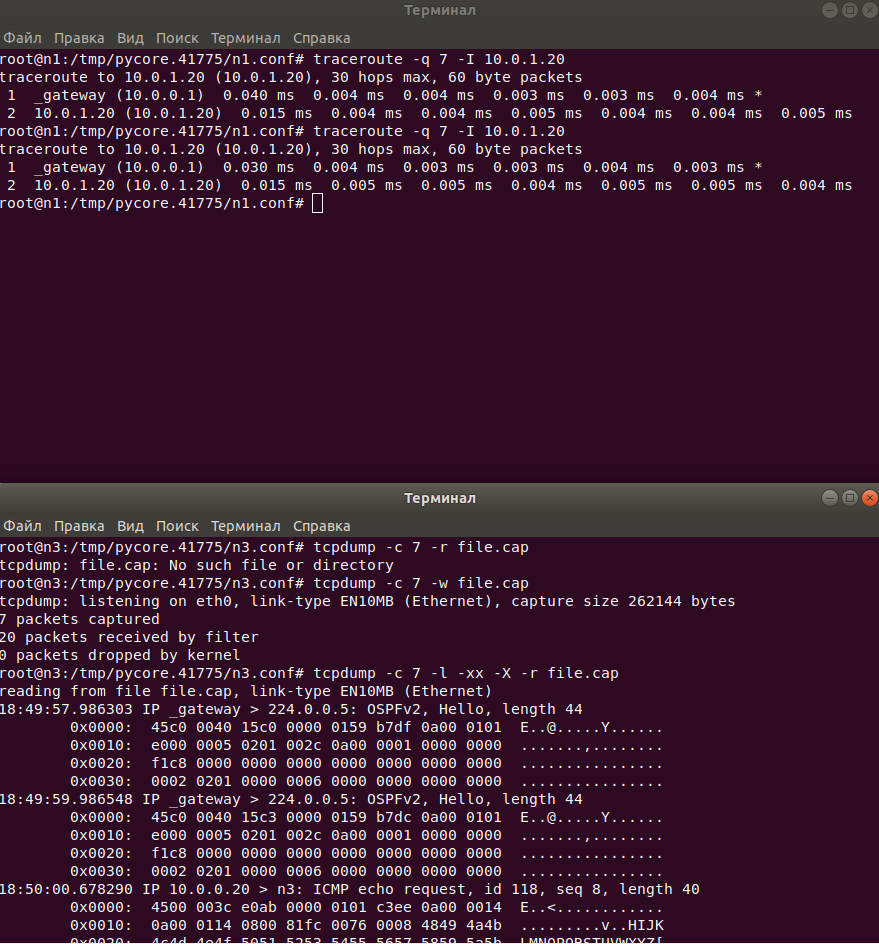 Терминал
Файл Правка Вид Поиск Терминал Справка
root@n1:/tmp/pycore.41775/n1.conf# traceroute -q 7 -I 10.0.1.20
traceroute to 10.0.1.20 (10.0.1.20), 30 hops max, 60 byte packets
1 _gateway (10.0.0.1) 0.040 ms 0.004 ms 0.004 ms 0.003 ms 0.003 ms 0.004 ms *
2 10.0.1.20 (10.0.1.20) 0.015 ms 0.004 ms 0.004 ms 0.005 ms 0.004 ms 0.004 ms 0.005 ms
root@n1:/tmp/pycore.41775/n1.conf# traceroute -q 7 -I 10.0.1.20
traceroute to 10.0.1.20 (10.0.1.20), 30 hops max, 60 byte packets
1 _gateway (10.0.0.1) 0.030 ms 0.004 ms 0.003 ms 0.003 ms 0.004 ms 0.003 ms *
2 10.0.1.20 (10.0.1.20) 0.015 ms 0.005 ms 0.005 ms 0.004 ms 0.005 ms 0.005 ms 0.004 ms
root@n1:/tmp/pycore.41775/n1.conf#
Терминал
Файл Правка Вид Поиск Терминал Справка
root@n3:/tmp/pycore.41775/n3.conf# tcpdump -c 7 -r file.cap
tcpdump: file.cap: No such file or directory
root@n3:/tmp/pycore.41775/n3.conf# tcpdump -c 7 -w file.cap
tcpdump: listening on eth0, link-type EN10MB (Ethernet), capture size 262144 bytes
7 packets captured
20 packets received by filter
0 packets dropped by kernel
root@n3:/tmp/pycore.41775/n3.conf# tcpdump -c 7 -l -xx -X -r file.cap
reading from file file.cap, link-type EN10MB (Ethernet)
18:49:57.986303 IP _gateway > 224.0.0.5: OSPFv2, Hello, length 44
0x0000: 45c0 0040 15c0 0000 0159 b7df 0a00 0101 E..@.....Y......
0x0010: e000 0005 0201 002c 0a00 0001 0000 0000 .......,........
0x0020: f1c8 0000 0000 0000 0000 0000 0000 0000 ................
0x0030: 0002 0201 0000 0006 0000 0000 0000 0000 ................
18:49:59.986548 IP _gateway > 224.0.0.5: OSPFv2, Hello, length 44
0x0000: 45c0 0040 15c3 0000 0159 b7dc 0a00 0101 E..@.....Y......
0x0010: e000 0005 0201 002c 0a00 0001 0000 0000 .......,........
0x0020: f1c8 0000 0000 0000 0000 0000 0000 0000 ................
0x0030: 0002 0201 0000 0006 0000 0000 0000 0000 ................
18:50:00.678290 IP 10.0.0.20 > n3: ICMP echo request, id 118, seq 8, length 40
0x0000: 4500 003c e0ab 0000 0101 c3ee 0a00 0014 E..<............
0x0010: 0a00 0114 0800 81fc 0076 0008 4849 4a4b .........v..HIJK
0x0020: 4c4d 4e4f 5051 5253 5455 5657 5859 5a5b LMNOPQRSTUVWXYZ[